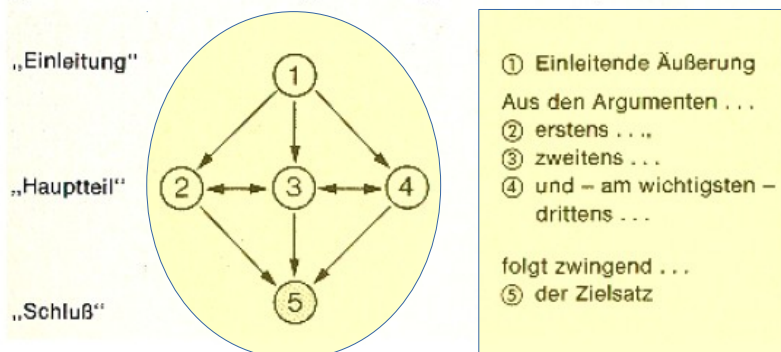 „Einleitung"
1
„Hauptteil"
2
3
4
„Schluß"
5
① Einleitende Äußerung
Aus den Argumenten . . .
② erstens . . .,
③ zweitens . . .
④ und – am wichtigsten –
drittens . . .
folgt zwingend . . .
⑤ der Zielsatz